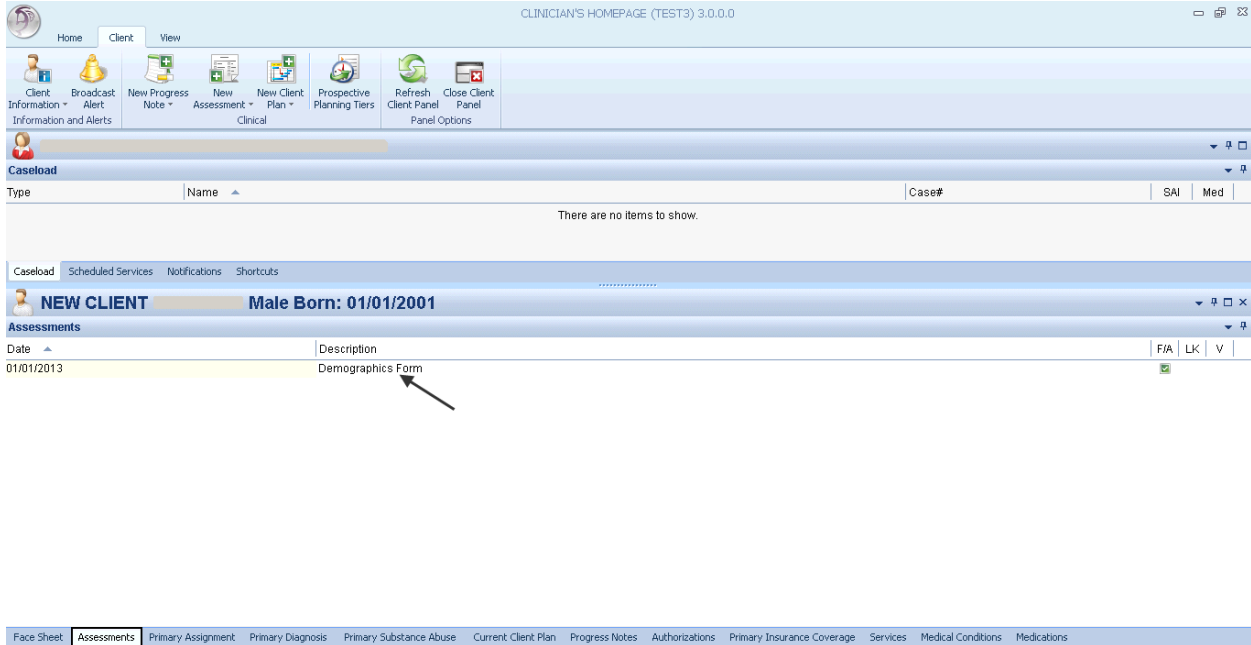 CLINICIAN'S HOMEPAGE (TEST3) 3.0.0.0
Home Client View
Client Information Broadcast Alert New Progress Note New Assessment New Client Plan Prospective Planning Tiers Refresh Client Panel Close Client Panel
Information and Alerts Clinical Panel Options
Caseload
Type Name Case# SAI Med
There are no items to show.
Caseload Scheduled Services Notifications Shortcuts
NEW CLIENT Male Born: 01/01/2001
Assessments
Date Description F/A LK V
01/01/2013 Demographics Form
Face Sheet Assessments Primary Assignment Primary Diagnosis Primary Substance Abuse Current Client Plan Progress Notes Authorizations Primary Insurance Coverage Services Medical Conditions Medications